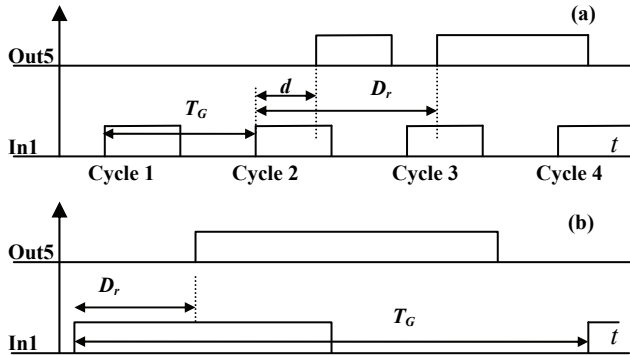 (a)
Out5
d
D_r
T_G
In1
t
Cycle 1 Cycle 2 Cycle 3 Cycle 4
(b)
Out5
D_r
T_G
In1
t